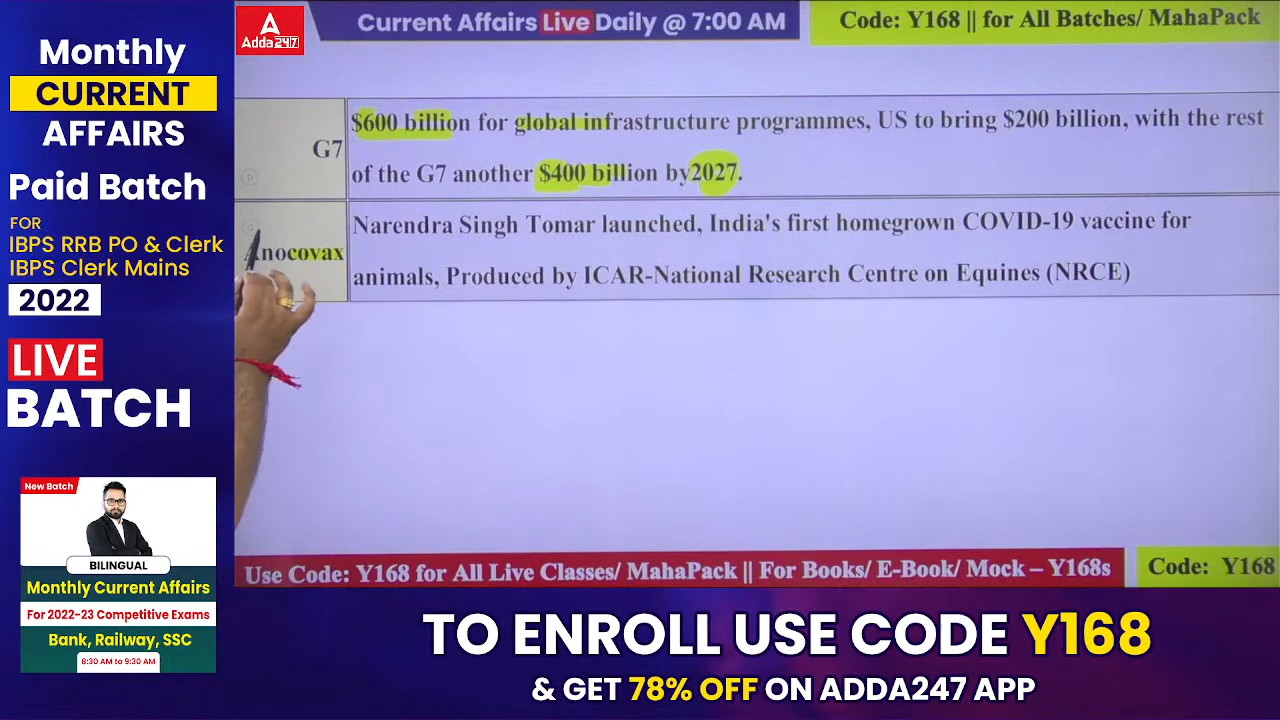 Monthly
CURRENT
AFFAIRS
Paid Batch
FOR
IBPS RRB PO & Clerk
IBPS Clerk Mains
2022
LIVE
BATCH
New Batch
BILINGUAL
Monthly Current Affairs
For 2022-23 Competitive Exams
Bank, Railway, SSC
8:30 AM to 9:30 AM
A
Adda247
Current Affairs Live Daily @ 7:00 AM
Code: Y168 || for All Batches/ MahaPack
G7
$600 billion for global infrastructure programmes, US to bring $200 billion, with the rest
of the G7 another $400 billion by 2027.
Anocovax
Narendra Singh Tomar launched, India's first homegrown COVID-19 vaccine for
animals, Produced by ICAR-National Research Centre on Equines (NRCE)
Use Code: Y168 for All Live Classes/ MahaPack || For Books/ E-Book/ Mock – Y168s
Code: Y168
TO ENROLL USE CODE Y168
& GET 78% OFF ON ADDA247 APP